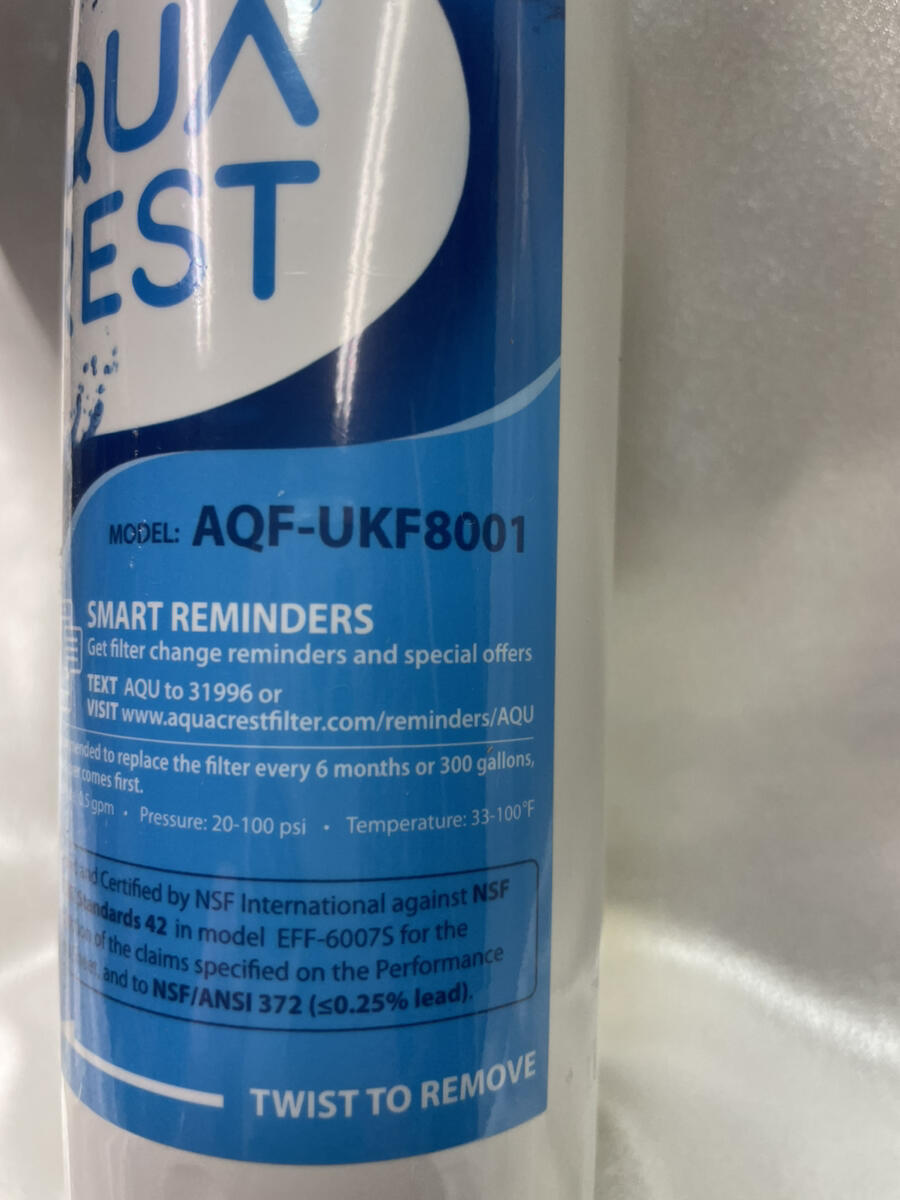 QUA
EST
MODEL: AQF-UKF8001
SMART REMINDERS
Get filter change reminders and special offers
TEXT AQU to 31996 or
VISIT www.aquacrestfilter.com/reminders/AQU
to replace the filter every 6 months or 300 gallons,
comes first.
0.5 gpm • Pressure: 20-100 psi • Temperature: 33-100°F
and Certified by NSF International against NSF
Standards 42 in model EFF-6007S for the
of the claims specified on the Performance
and to NSF/ANSI 372 (≤0.25% lead).
TWIST TO REMOVE